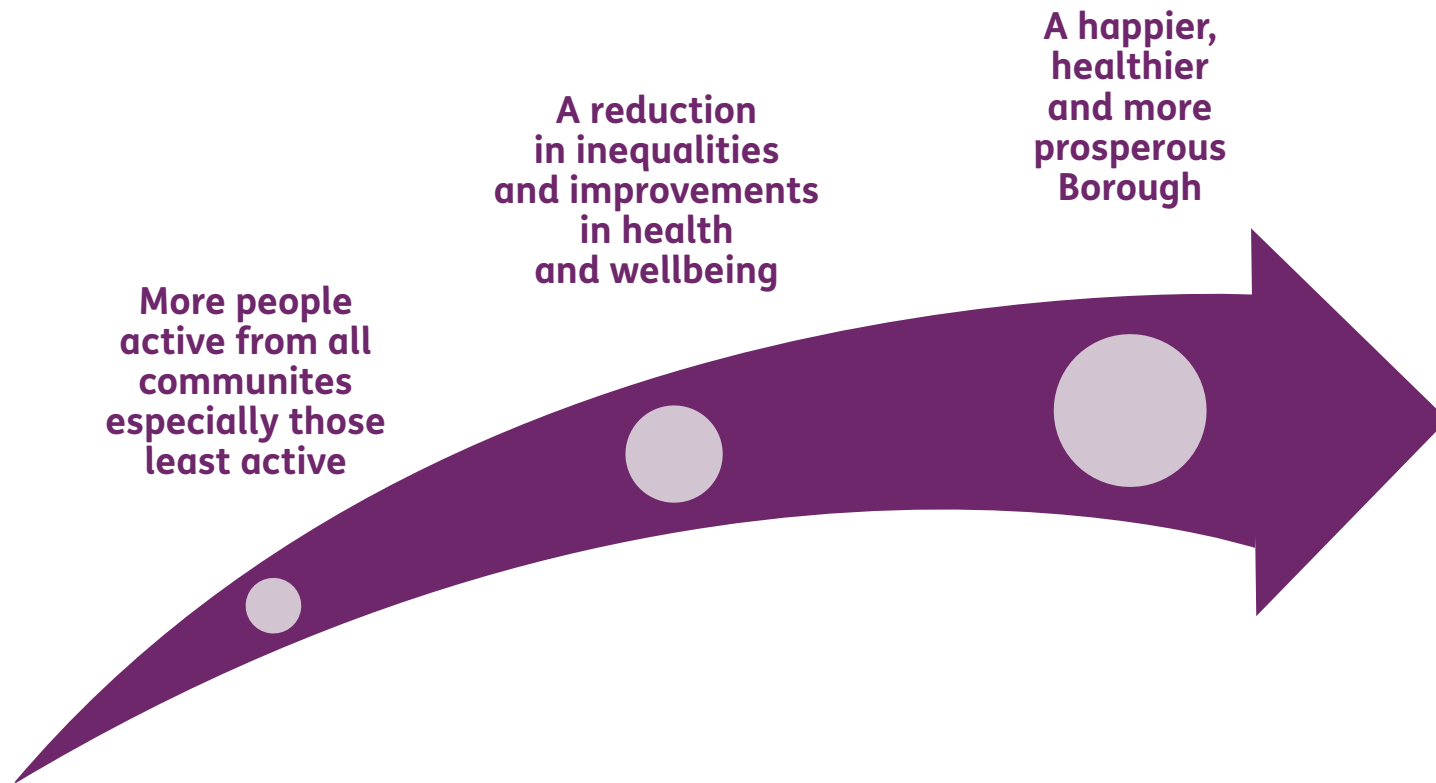 More people
active from all
communites
especially those
least active
A reduction
in inequalities
and improvements
in health
and wellbeing
A happier,
healthier
and more
prosperous
Borough